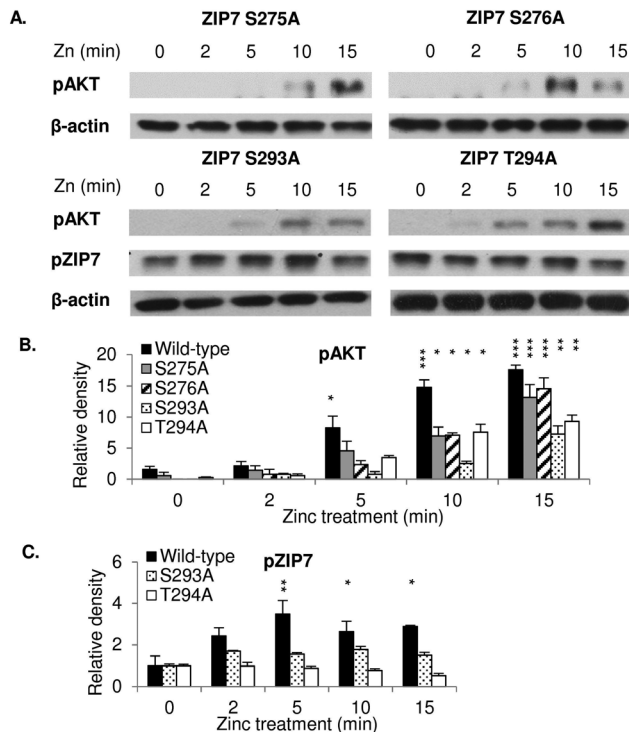 A.
ZIP7 S275A
ZIP7 S276A
Zn (min) 0 2 5 10 15
0 2 5 10 15
pAKT
β-actin
ZIP7 S293A
ZIP7 T294A
Zn (min) 0 2 5 10 15
0 2 5 10 15
pAKT
pZIP7
β-actin
B.
pAKT
Wild-type
S275A
S276A
S293A
T294A
Relative density
20
15
10
5
0
* *** * * * * *** *** *** ** **
0 2 5 10 15
Zinc treatment (min)
C.
pZIP7
Wild-type
S293A
T294A
Relative density
6
4
2
0
** * *
0 2 5 10 15
Zinc treatment (min)